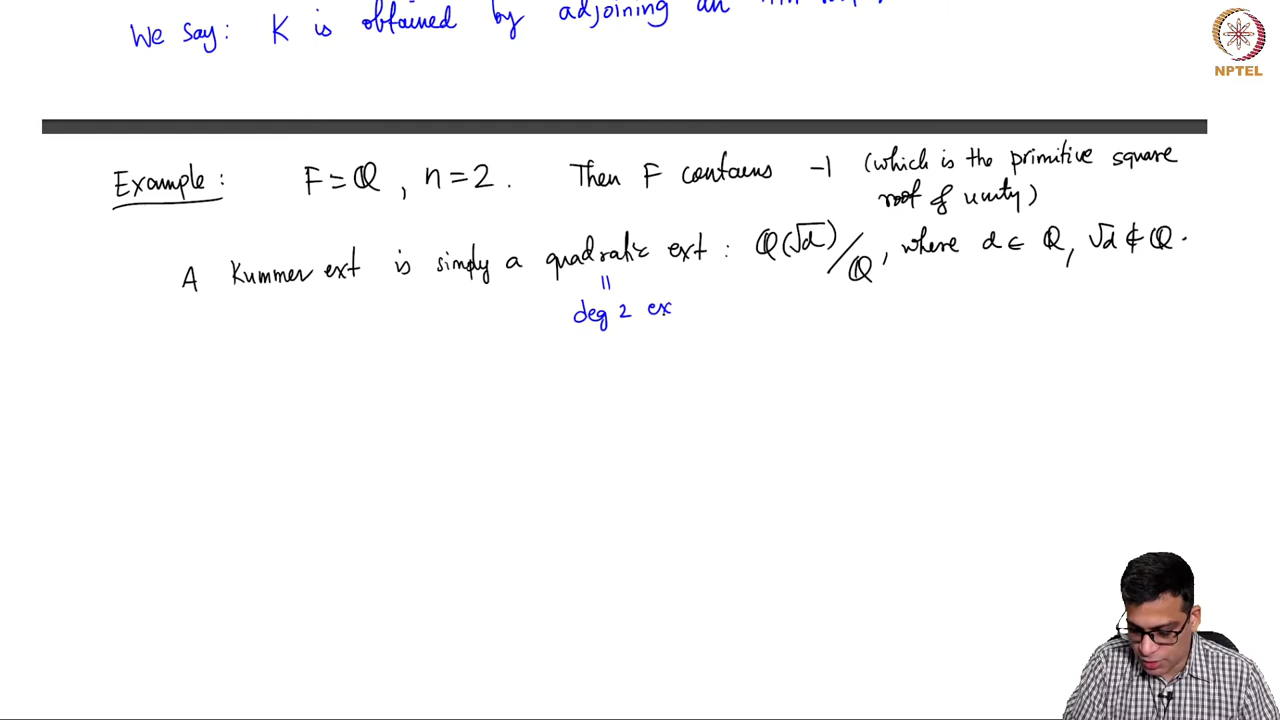 We say: K is obtained by adjoining an
NPTEL
Example: F = ℚ, n = 2. Then F contains -1 (which is the primitive square
root of unity)
A Kummer ext is simply a quadratic ext: ℚ(√d)/ℚ, where d ∈ ℚ, √d ∉ ℚ.
||
deg 2 ex